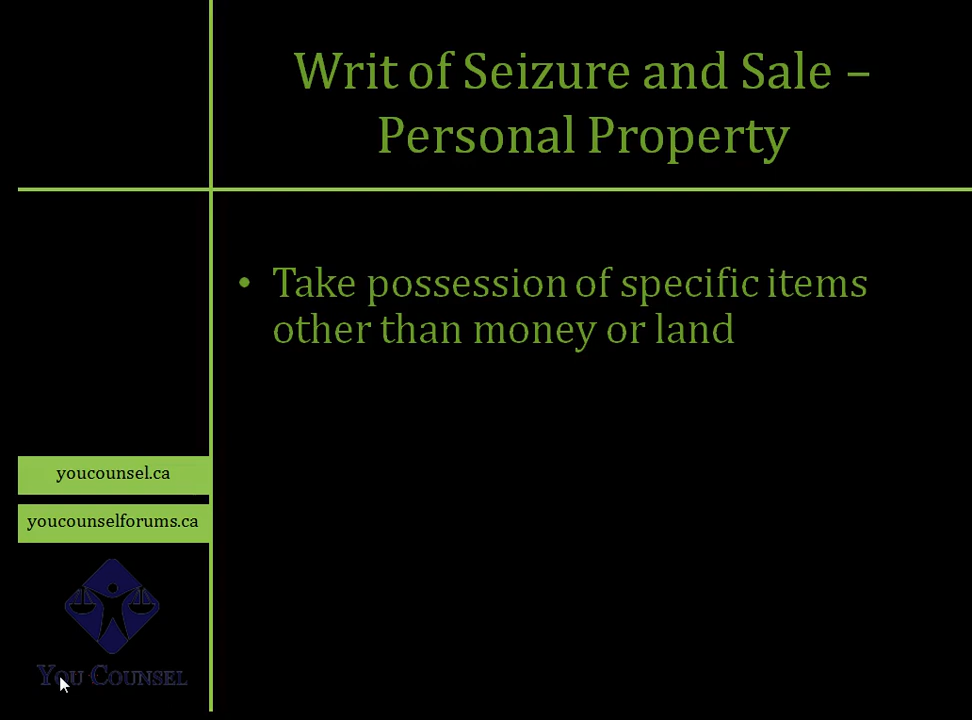 Writ of Seizure and Sale –
Personal Property
• Take possession of specific items
other than money or land
youcounsel.ca
youcounselforums.ca
YOU COUNSEL